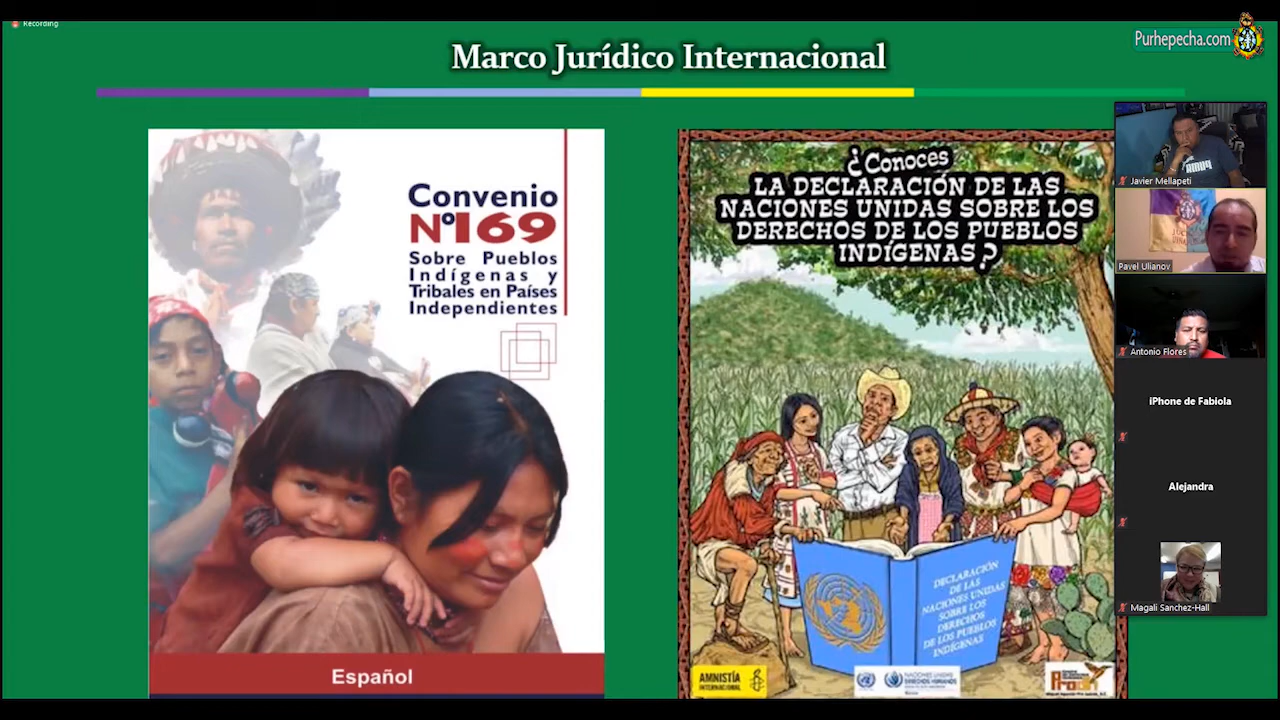 Recording
Marco Jurídico Internacional
Purhepecha.com
Convenio
Nº169
Sobre Pueblos
Indígenas y
Tribales en Países
Independientes
Español
¿Conoces
LA DECLARACIÓN DE LAS
NACIONES UNIDAS SOBRE LOS
DERECHOS DE LOS PUEBLOS
INDÍGENAS?
DECLARACIÓN
DE LAS
NACIONES UNIDAS
SOBRE LOS
DERECHOS
DE LOS PUEBLOS
INDÍGENAS
AMNISTÍA
INTERNACIONAL
NACIONES UNIDAS
DERECHOS HUMANOS
Javier Mellapeti
Pavel Ulianov
Antonio Flores
iPhone de Fabiola
Alejandra
Magali Sanchez-Hall